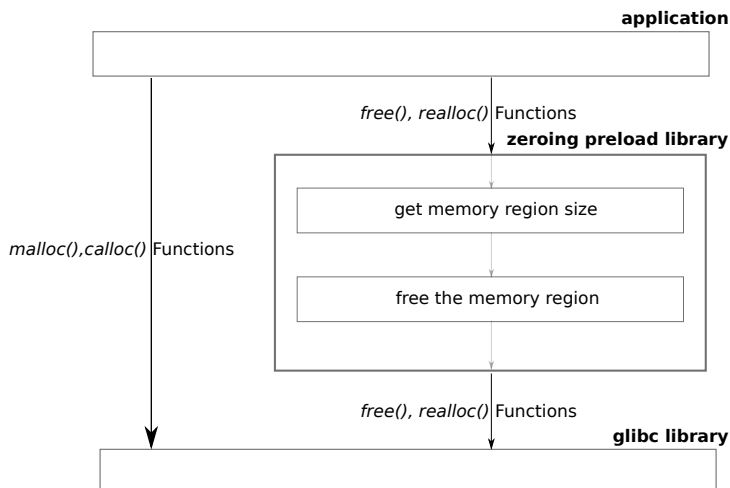 application
free(), realloc() Functions
zeroing preload library
get memory region size
malloc(),calloc() Functions
free the memory region
free(), realloc() Functions
glibc library